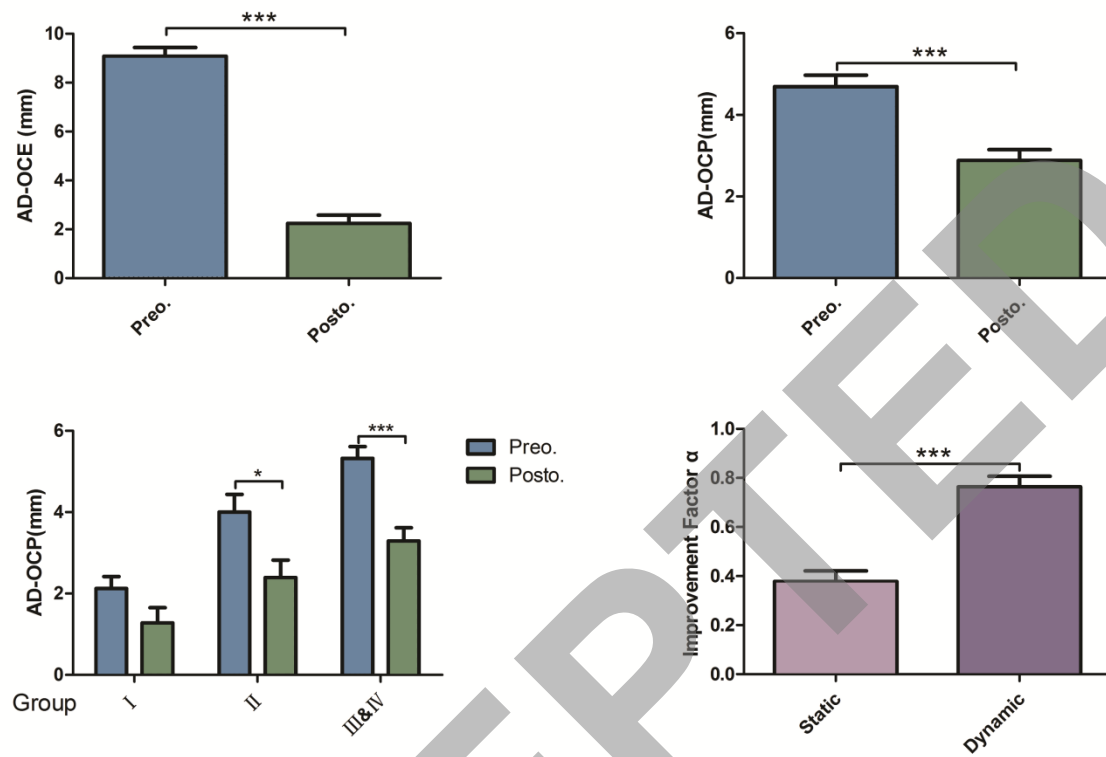 ***
AD-OCE (mm)
10
8
6
4
2
0
Preo.
Posto.
***
AD-OCP(mm)
6
4
2
0
Preo.
Posto.
AD-OCP(mm)
6
4
2
0
*
***
Preo.
Posto.
Group
I
II
III&IV
***
Improvement Factor α
1.0
0.8
0.6
0.4
0.2
0.0
Static
Dynamic
EPTED